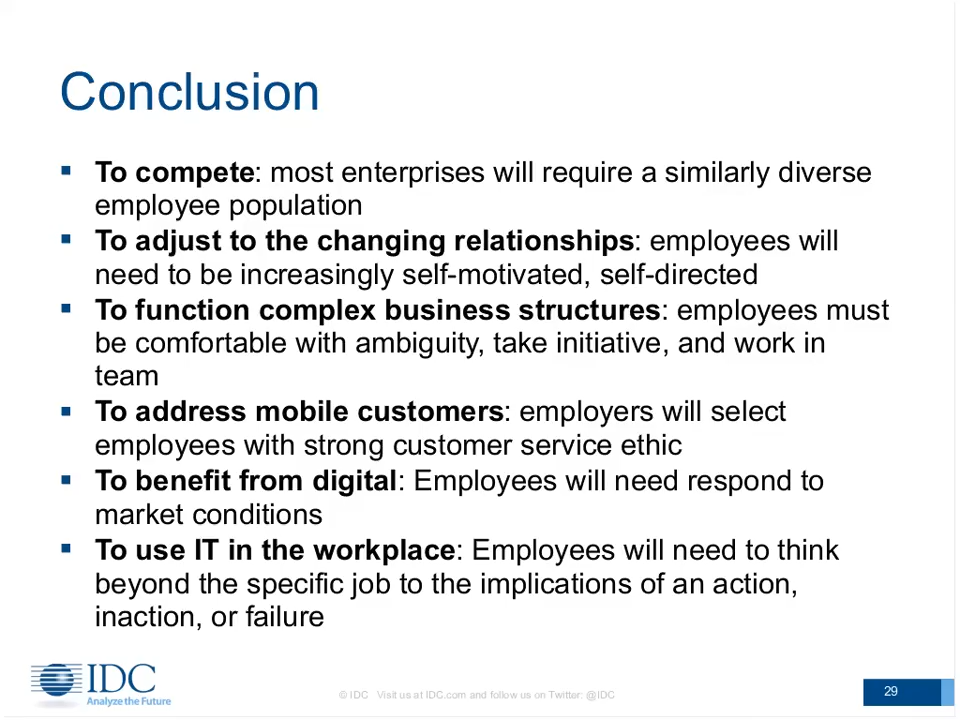 Conclusion
▪ To compete: most enterprises will require a similarly diverse
employee population
▪ To adjust to the changing relationships: employees will
need to be increasingly self-motivated, self-directed
▪ To function complex business structures: employees must
be comfortable with ambiguity, take initiative, and work in
team
▪ To address mobile customers: employers will select
employees with strong customer service ethic
▪ To benefit from digital: Employees will need respond to
market conditions
▪ To use IT in the workplace: Employees will need to think
beyond the specific job to the implications of an action,
inaction, or failure
IDC
Analyze the Future
© IDC Visit us at IDC.com and follow us on Twitter: @IDC
29